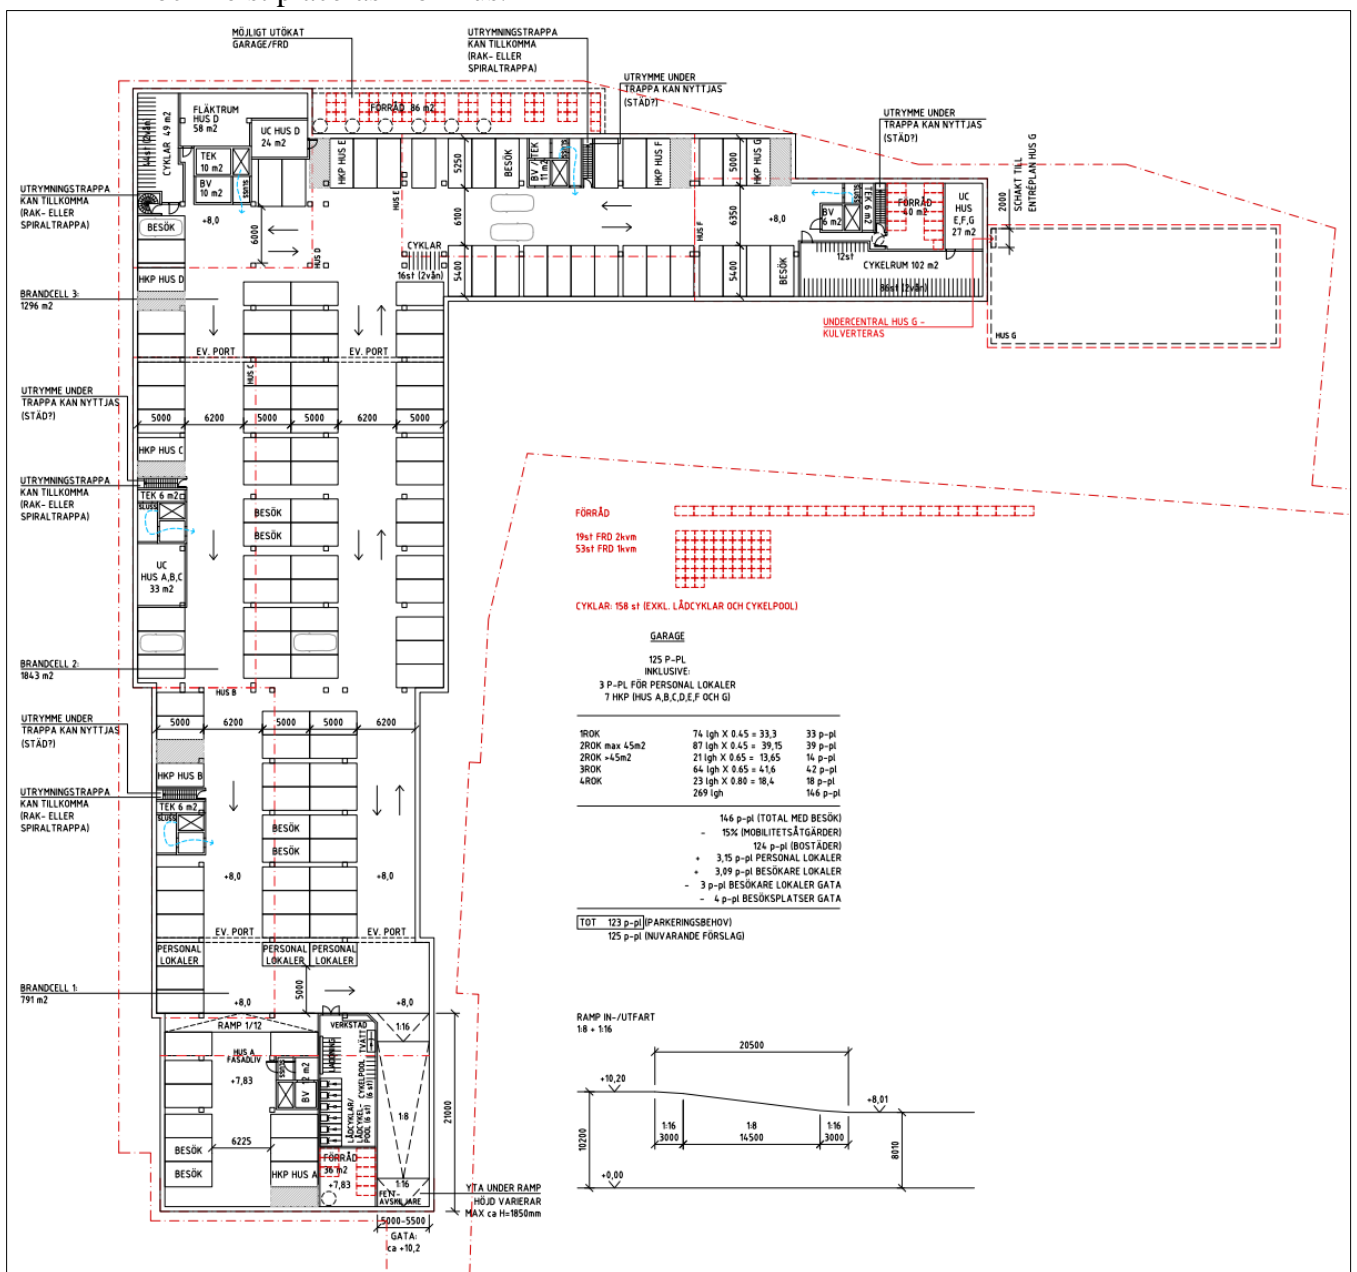 MÖJLIGT UTÖKAT
GARAGE/FRD
UTRYMNINGSTRAPPA
KAN TILLKOMMA
(RAK- ELLER
SPIRALTRAPPA)
UTRYMME UNDER
TRAPPA KAN NYTTJAS
(STÄD?)
UTRYMME UNDER
TRAPPA KAN NYTTJAS
(STÄD?)
SCHAKT TILL
ENTRÉPLAN HUS G
2000
CYKLAR 49 m2
FLÄKTRUM
HUS D
58 m2
UC HUS D
24 m2
TEK
10 m2
BV
10 m2
SLUSS
FÖRRÅD 86 m2
HKP HUS E
5250
BESÖK
BV / TEK
11 m2
SLUSS
HKP HUS F
5000
HKP HUS G
BV
6 m2
SLUSS
TEK 6 m2
FÖRRÅD
40 m2
UC
HUS
E,F,G
27 m2
UTRYMNINGSTRAPPA
KAN TILLKOMMA
(RAK- ELLER
SPIRALTRAPPA)
BESÖK
+8,0
6000
HUS D
HUS E
6100
HUS F
6350
+8,0
CYKLAR
16st (2vån)
5400
5400
BESÖK
12st
CYKELRUM 102 m2
86st (2vån)
UNDERCENTRAL HUS G -
KULVERTERAS
HUS G
HKP HUS D
BRANDCELL 3:
1296 m2
EV. PORT
EV. PORT
HUS C
UTRYMME UNDER
TRAPPA KAN NYTTJAS
(STÄD?)
5000
6200
5000
5000
6200
5000
HKP HUS C
UTRYMNINGSTRAPPA
KAN TILLKOMMA
(RAK- ELLER
SPIRALTRAPPA)
TEK 6 m2
SLUSS
BESÖK
BESÖK
UC
HUS A,B,C
33 m2
FÖRRÅD
19st FRD 2kvm
53st FRD 1kvm
CYKLAR: 158 st (EXKL. LÅDCYKLAR OCH CYKELPOOL)
BRANDCELL 2:
1843 m2
HUS B
GARAGE
125 P-PL
INKLUSIVE:
3 P-PL FÖR PERSONAL LOKALER
7 HKP (HUS A,B,C,D,E,F OCH G)
UTRYMME UNDER
TRAPPA KAN NYTTJAS
(STÄD?)
5000
6200
5000
5000
6200
HKP HUS B
UTRYMNINGSTRAPPA
KAN TILLKOMMA
(RAK- ELLER
SPIRALTRAPPA)
TEK 6 m2
SLUSS
BESÖK
BESÖK
+8,0
+8,0
1ROK 74 lgh X 0.45 = 33,3 33 p-pl
2ROK max 45m2 87 lgh X 0.45 = 39,15 39 p-pl
2ROK >45m2 21 lgh X 0.65 = 13,65 14 p-pl
3ROK 64 lgh X 0.65 = 41,6 42 p-pl
4ROK 23 lgh X 0.80 = 18,4 18 p-pl
269 lgh 146 p-pl
146 p-pl (TOTAL MED BESÖK)
- 15% (MOBILITETSÅTGÄRDER)
124 p-pl (BOSTÄDER)
+ 3,15 p-pl PERSONAL LOKALER
+ 3,09 p-pl BESÖKARE LOKALER
- 3 p-pl BESÖKARE LOKALER GATA
- 4 p-pl BESÖKSPLATSER GATA
TOT 123 p-pl (PARKERINGSBEHOV)
125 p-pl (NUVARANDE FÖRSLAG)
EV. PORT
EV. PORT
PERSONAL
LOKALER
PERSONAL
LOKALER
PERSONAL
LOKALER
BRANDCELL 1:
791 m2
5000
+8,0
+8,0
RAMP 1/12
VERKSTAD
1:16
HUS A
FASADLIV
+7,83
SLUSS
BV 12 m2
LADDNING
TVÄTT
CYKELPOOL
(6 st)
LÅDCYKLAR/
LÅDCYKEL-
POOL (6 st)
1:8
21000
BESÖK
BESÖK
6225
HKP HUS A
FÖRRÅD
36 m2
+7,83
1:16
FETT-
AVSKILJARE
YTA UNDER RAMP
HÖJD VARIERAR
MAX ca H=1850mm
5000-5500
GATA:
ca +10,2
RAMP IN-/UTFART
1:8 + 1:16
20500
+10,20
+8,01
1:16
3000
1:8
14500
1:16
3000
10200
8010
+0,00